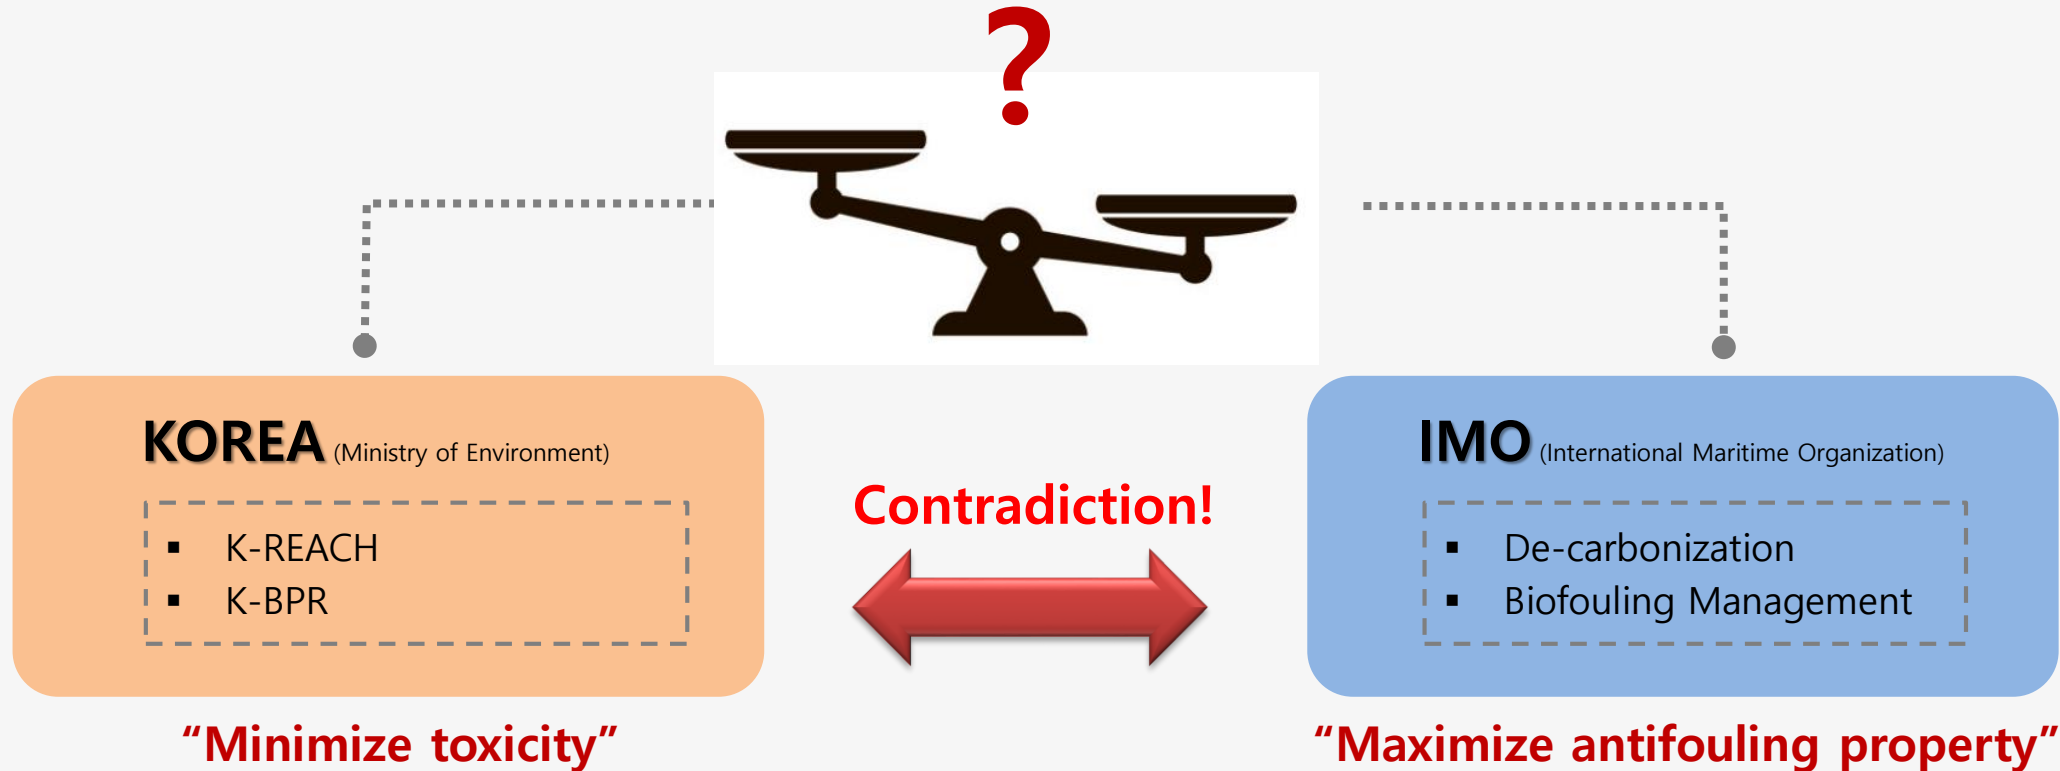 ?
KOREA (Ministry of Environment)
▪ K-REACH
▪ K-BPR
“Minimize toxicity”
Contradiction!
IMO (International Maritime Organization)
▪ De-carbonization
▪ Biofouling Management
“Maximize antifouling property”